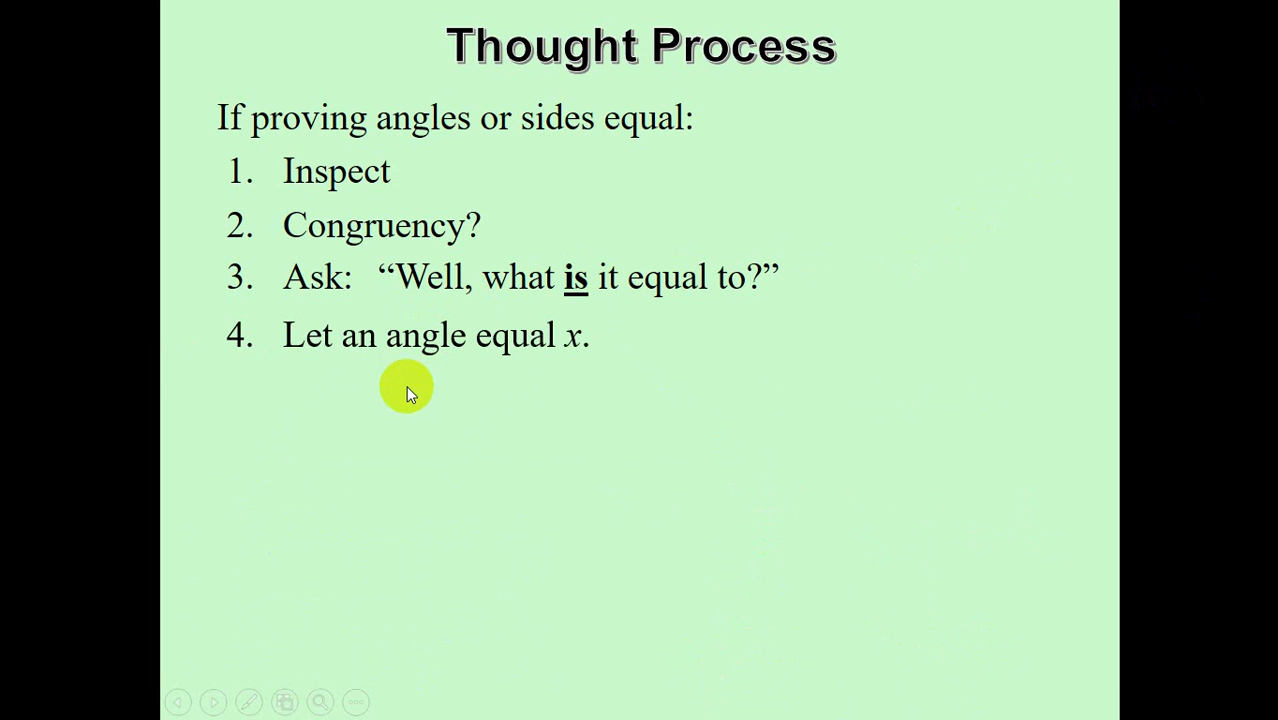 Thought Process
If proving angles or sides equal:
1. Inspect
2. Congruency?
3. Ask: “Well, what is it equal to?”
4. Let an angle equal x.